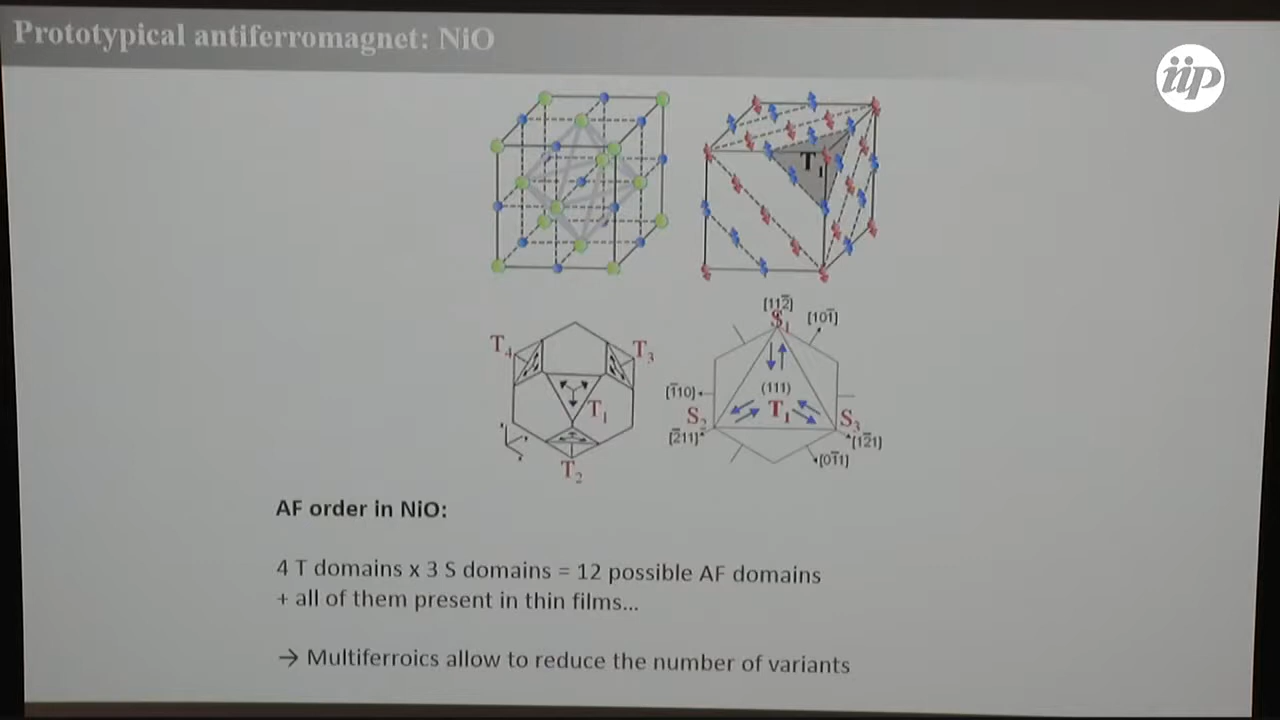 Prototypical antiferromagnet: NiO
iip
T₁
[112̄]
S₁
[101̄]
T₄
T₃
T₁
T₂
[1̄10]
(111)
S₂
T₁
S₃
[2̄11]
[12̄1]
[01̄1]
AF order in NiO:
4 T domains x 3 S domains = 12 possible AF domains
+ all of them present in thin films...
→ Multiferroics allow to reduce the number of variants